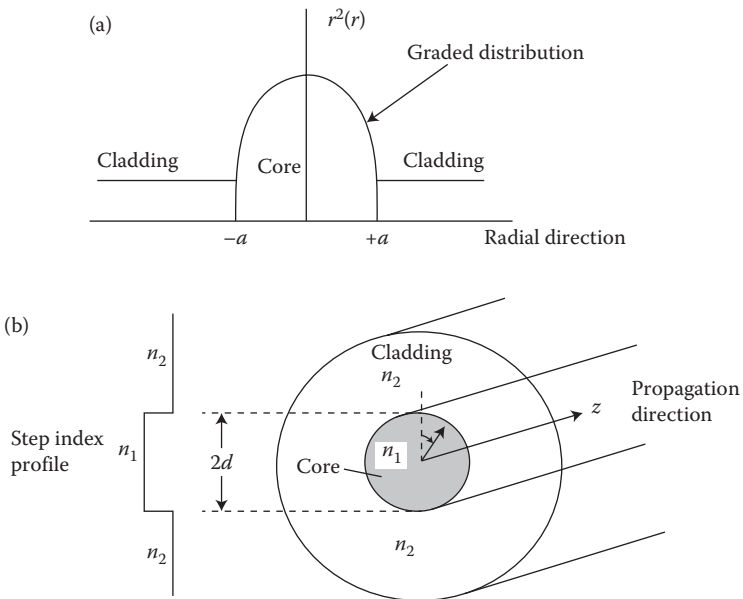 (a)
r²(r)
Graded distribution
Cladding
Core
Cladding
−a
+a
Radial direction
(b)
n₂
Cladding
n₂
Propagation
direction
z
Step index
profile
n₁
2d
n₁
Core
n₂
n₂